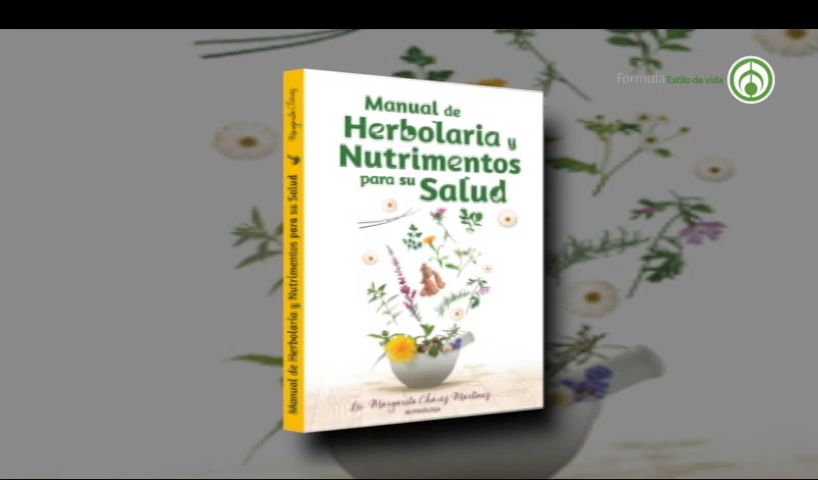 Fórmula Estilo de vida
Manual de
Herbolaria y
Nutrimentos
para su Salud
Lic. Margarita Chávez Martínez
NUTRIÓLOGA
Manual de Herbolaria y Nutrimentos para su Salud
Margarita Chávez